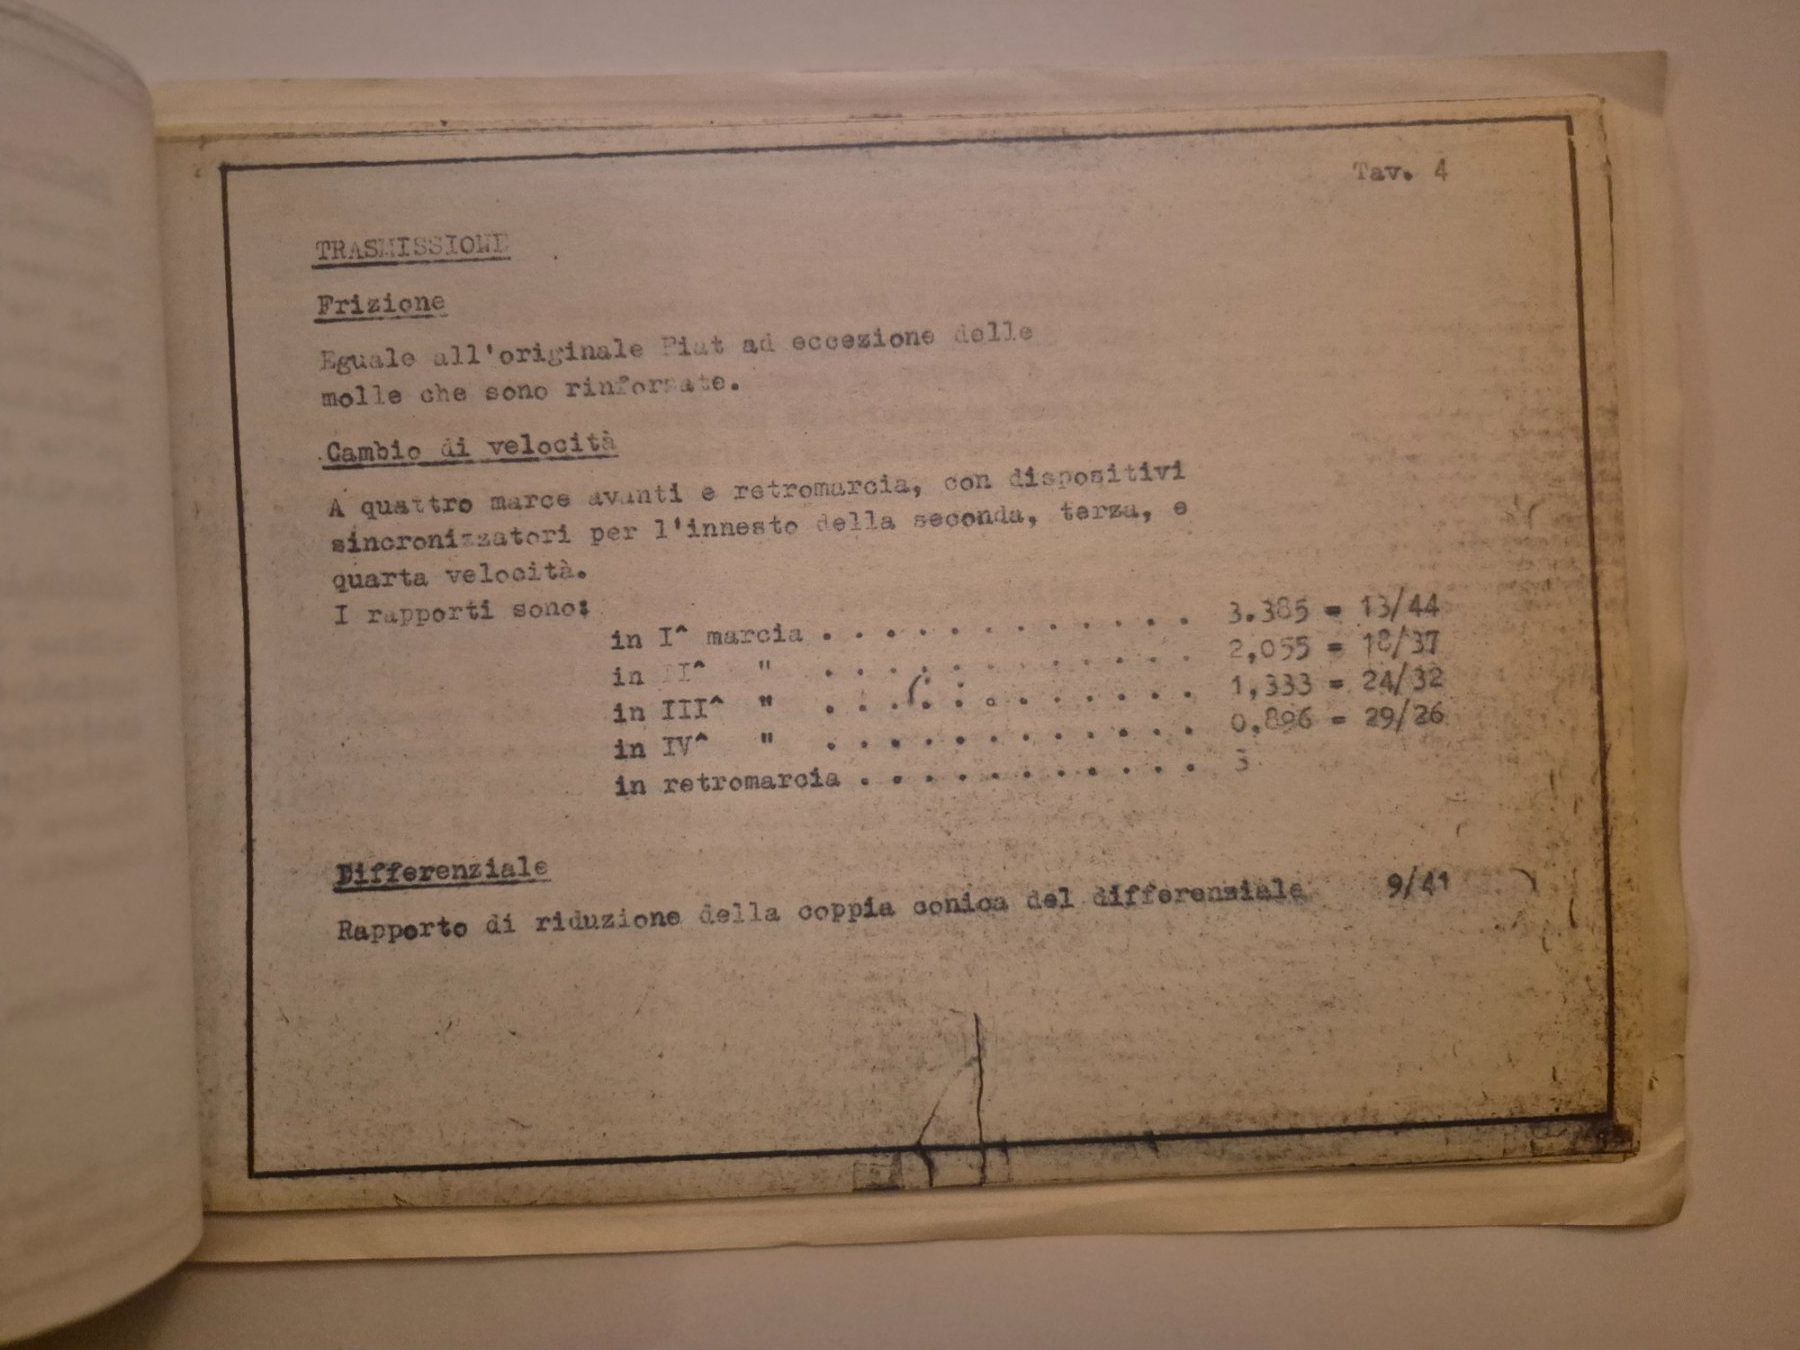 Tav. 4
TRASMISSIONE
Frizione
Eguale all'originale Fiat ad eccezione delle
molle che sono rinforzate.
Cambio di velocità
A quattro marce avanti e retromarcia, con dispositivi
sincronizzatori per l'innesto della seconda, terza, e
quarta velocità.
I rapporti sono:
in I^ marcia . . . . . . . . . . . . 3.385 = 13/44
in II^ " . . . . . . . . . . . . 2,055 = 18/37
in III^ " . . . . . . . . . . . . 1,333 = 24/32
in IV^ " . . . . . . . . . . . . 0,896 = 29/26
in retromarcia . . . . . . . . . . . 3
Differenziale
Rapporto di riduzione della coppia conica del differenziale 9/41